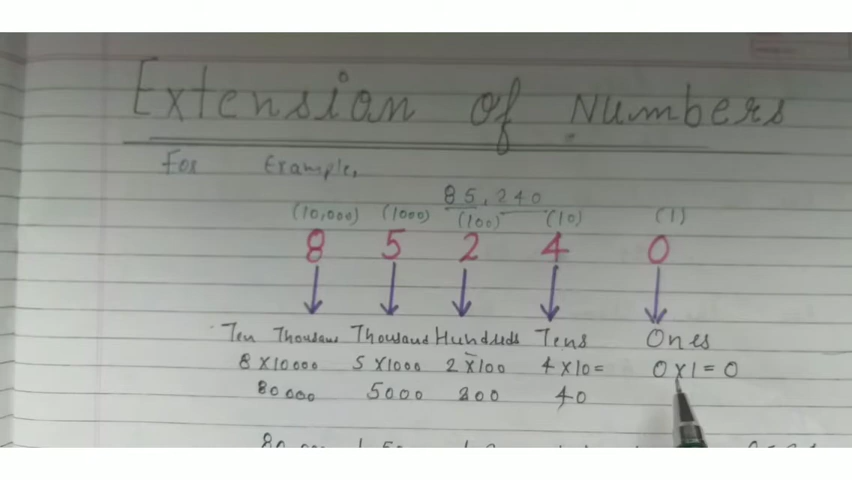 Extension of Numbers
For Example,
85,240
(10,000) (1000) (100) (10) (1)
8 5 2 4 0
Ten Thousand Thousand Hundreds Tens Ones
8 X 10000 5 X 1000 2 X 100 4 X 10 = 0 X 1 = 0
80000 5000 200 40